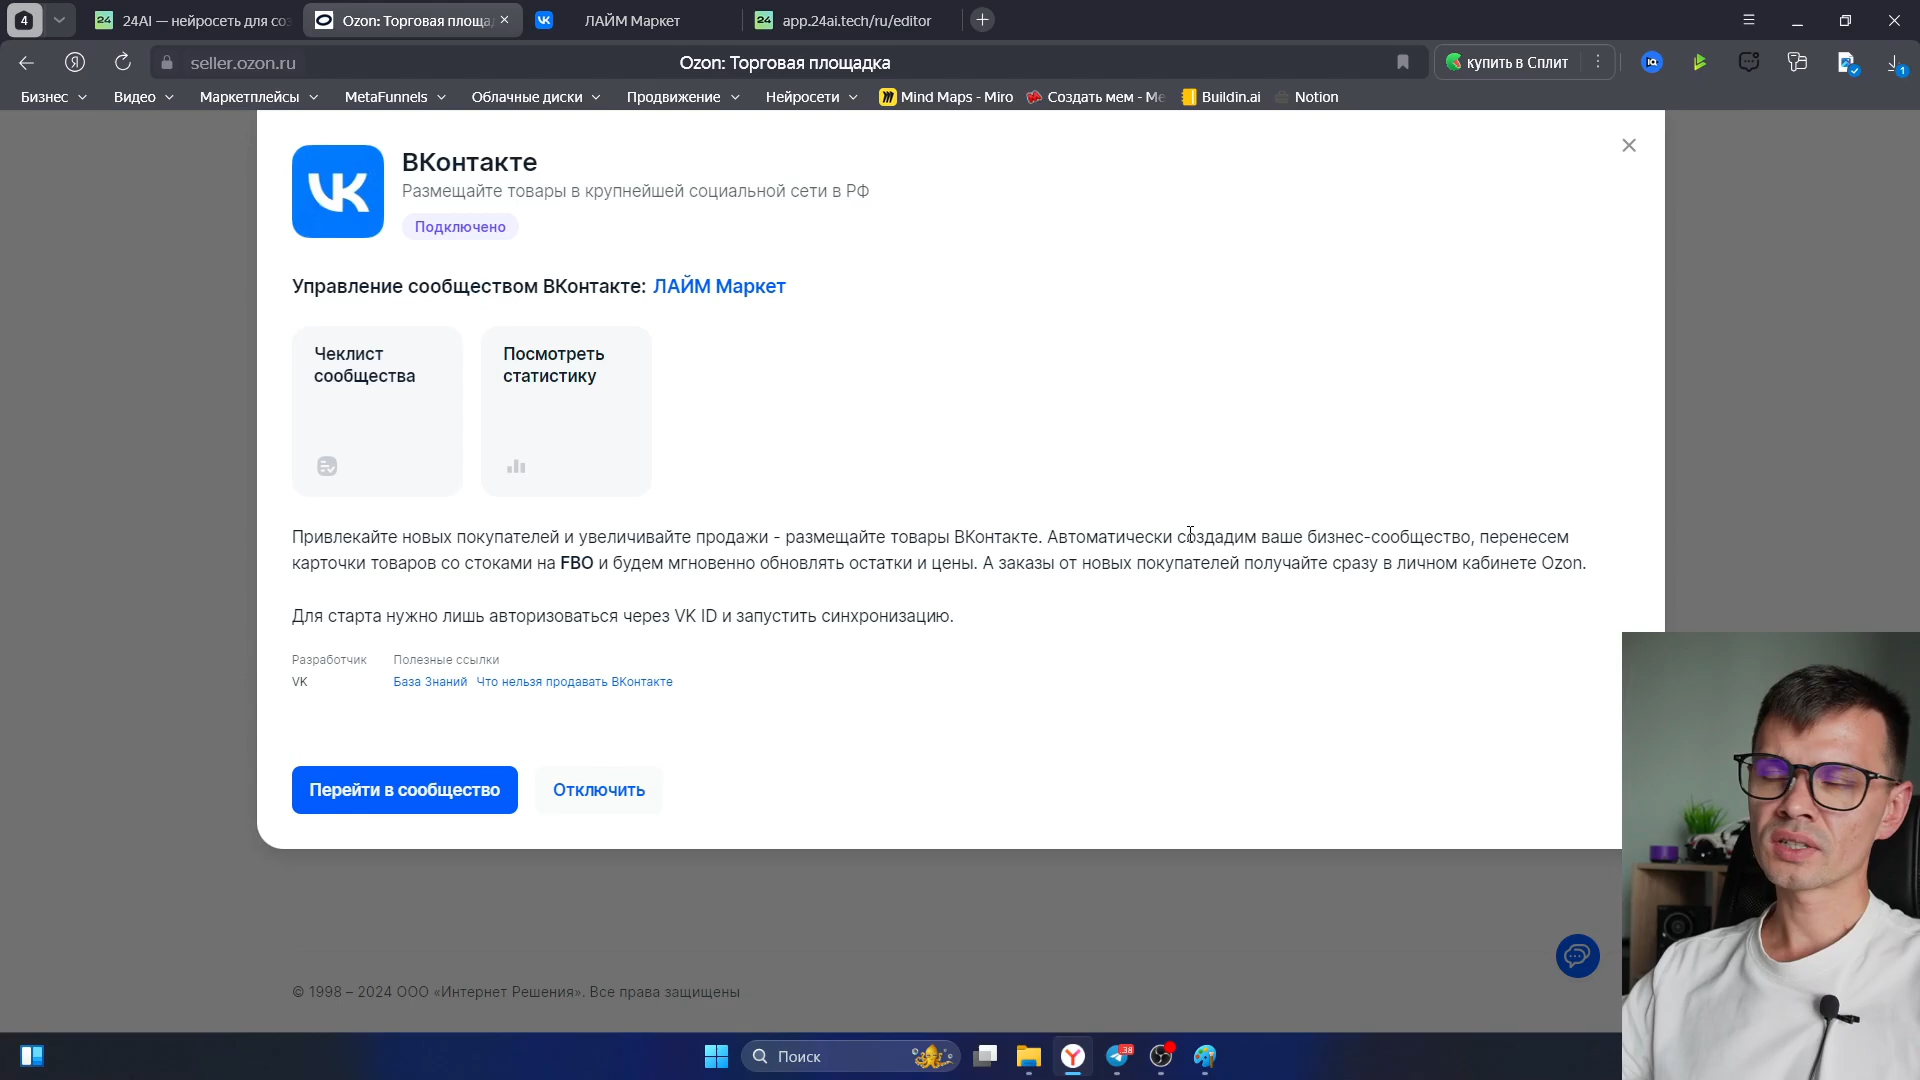 4
24AI — нейросеть для соз
Ozon: Торговая площад
ЛАЙМ Маркет
24
app.24ai.tech/ru/editor
seller.ozon.ru
Ozon: Торговая площадка
купить в Сплит
1
Бизнес
Видео
Маркетплейсы
MetaFunnels
Облачные диски
Продвижение
Нейросети
Mind Maps - Miro
Создать мем - Me
Buildin.ai
Notion
ВКонтакте
Размещайте товары в крупнейшей социальной сети в РФ
Подключено
Управление сообществом ВКонтакте: ЛАЙМ Маркет
Чеклист
сообщества
Посмотреть
статистику
Привлекайте новых покупателей и увеличивайте продажи - размещайте товары ВКонтакте. Автоматически создадим ваше бизнес-сообщество, перенесем
карточки товаров со стоками на FBO и будем мгновенно обновлять остатки и цены. А заказы от новых покупателей получайте сразу в личном кабинете Ozon.
Для старта нужно лишь авторизоваться через VK ID и запустить синхронизацию.
Разработчик
Полезные ссылки
VK
База Знаний
Что нельзя продавать ВКонтакте
Перейти в сообщество
Отключить
© 1998 – 2024 ООО «Интернет Решения». Все права защищены
Поиск
38